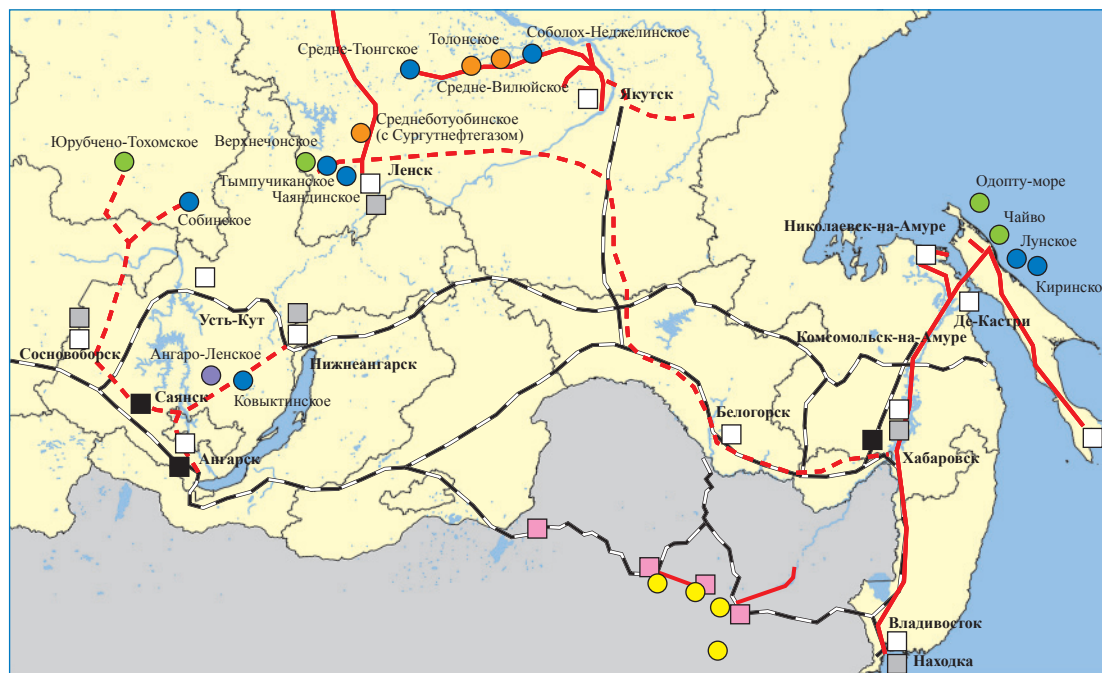 Соболох-Неджелинское
Толонское
Средне-Тюнгское
Средне-Вилюйское
Якутск
Среднеботуобинское
(с Сургутнефтегазом)
Верхнечонское
Юрубчено-Тохомское
Ленск
Тымпучиканское
Чаяндинское
Собинское
Одопту-море
Чайво
Николаевск-на-Амуре
Лунское
Киринско
Де-Кастри
Усть-Кут
Комсомольск-на-Амуре
Сосновоборск
Ангаро-Ленское
Нижнеангарск
Саянск
Ковыктинское
Белогорск
Ангарск
Хабаровск
Владивосток
Находка